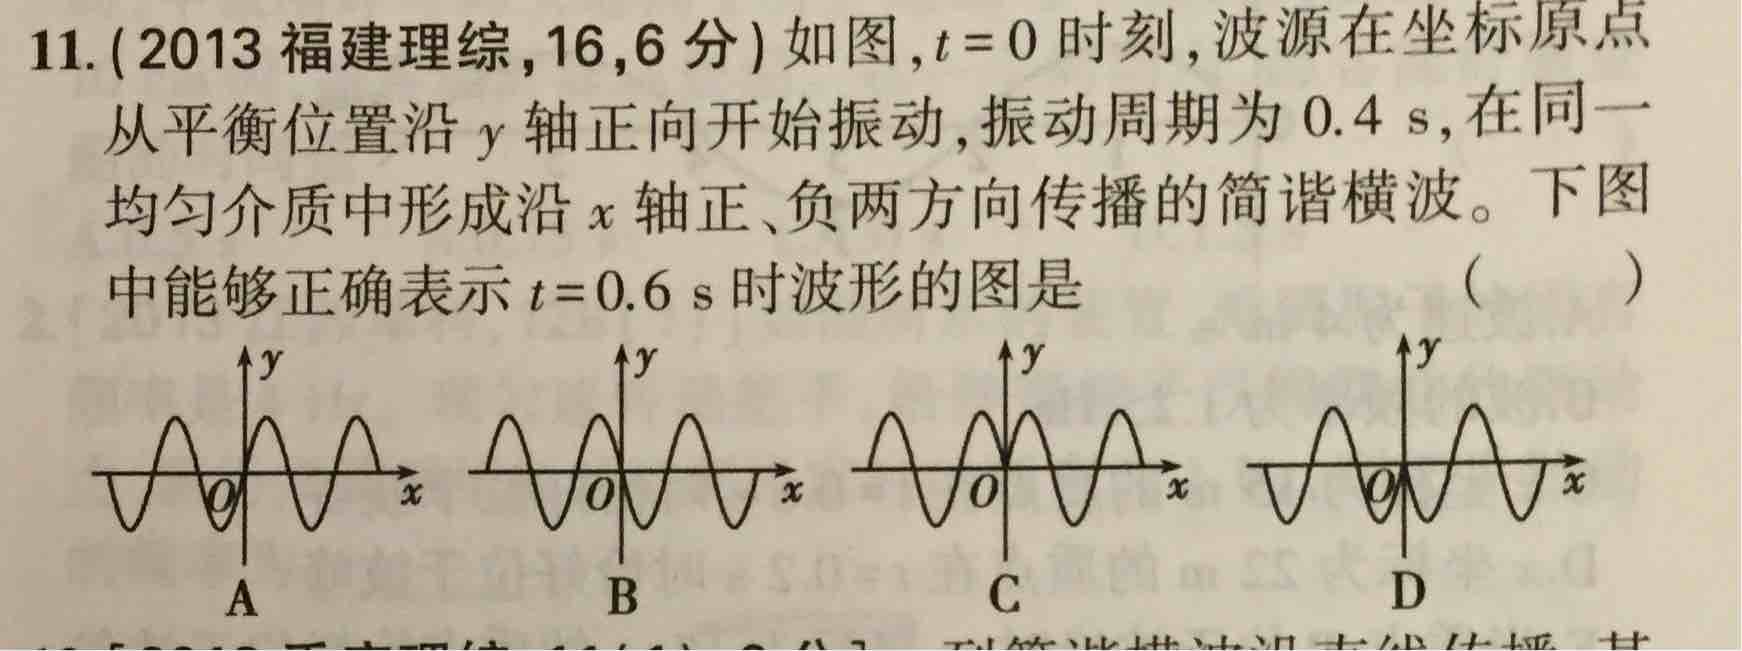 11. (2013 福建理综,16,6 分) 如图,t=0 时刻,波源在坐标原点
从平衡位置沿 y 轴正向开始振动,振动周期为 0.4 s,在同一
均匀介质中形成沿 x 轴正、负两方向传播的简谐横波。下图
中能够正确表示 t=0.6 s 时波形的图是 ( )
y y y y
O x O x O x O x
A B C D